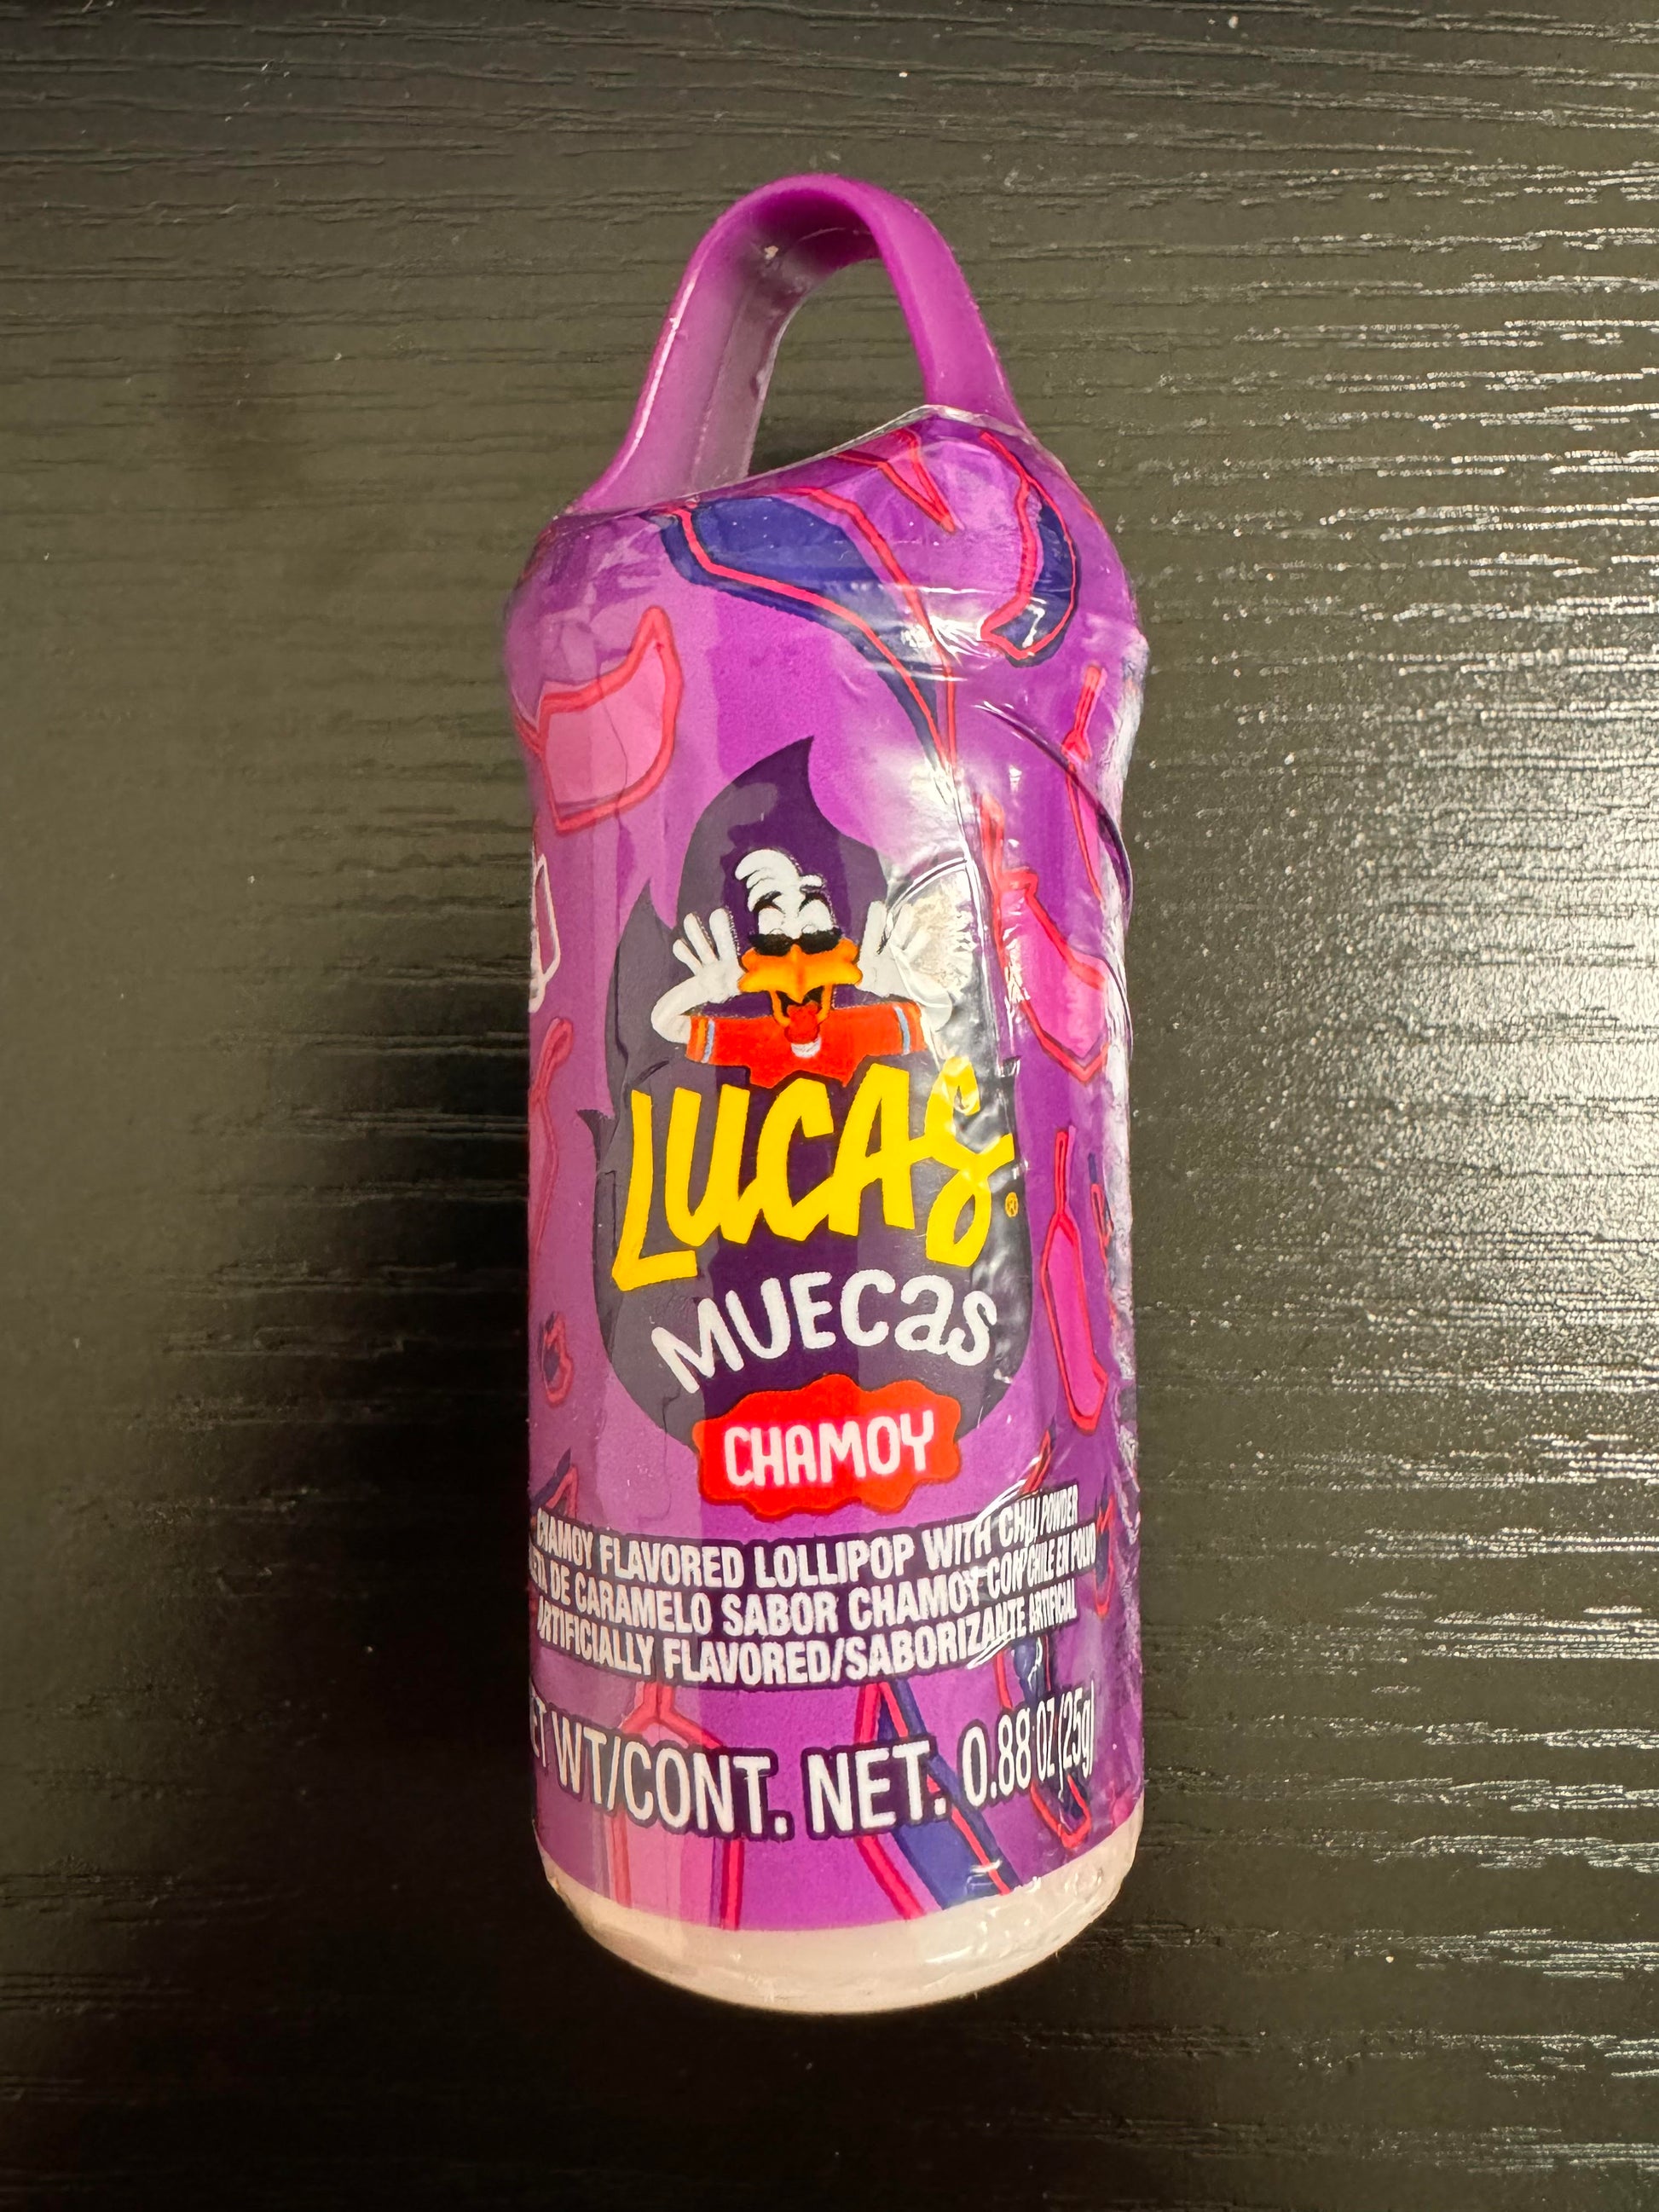 LUCAS®
MUECas
CHAMOY
CHAMOY FLAVORED LOLLIPOP WITH CHILI POWDER
DE CARAMELO SABOR CHAMOY CON CHILE EN POLVO
ARTIFICIALLY FLAVORED/SABORIZANTE ARTIFICIAL
WT/CONT. NET. 0.88 OZ (25g)